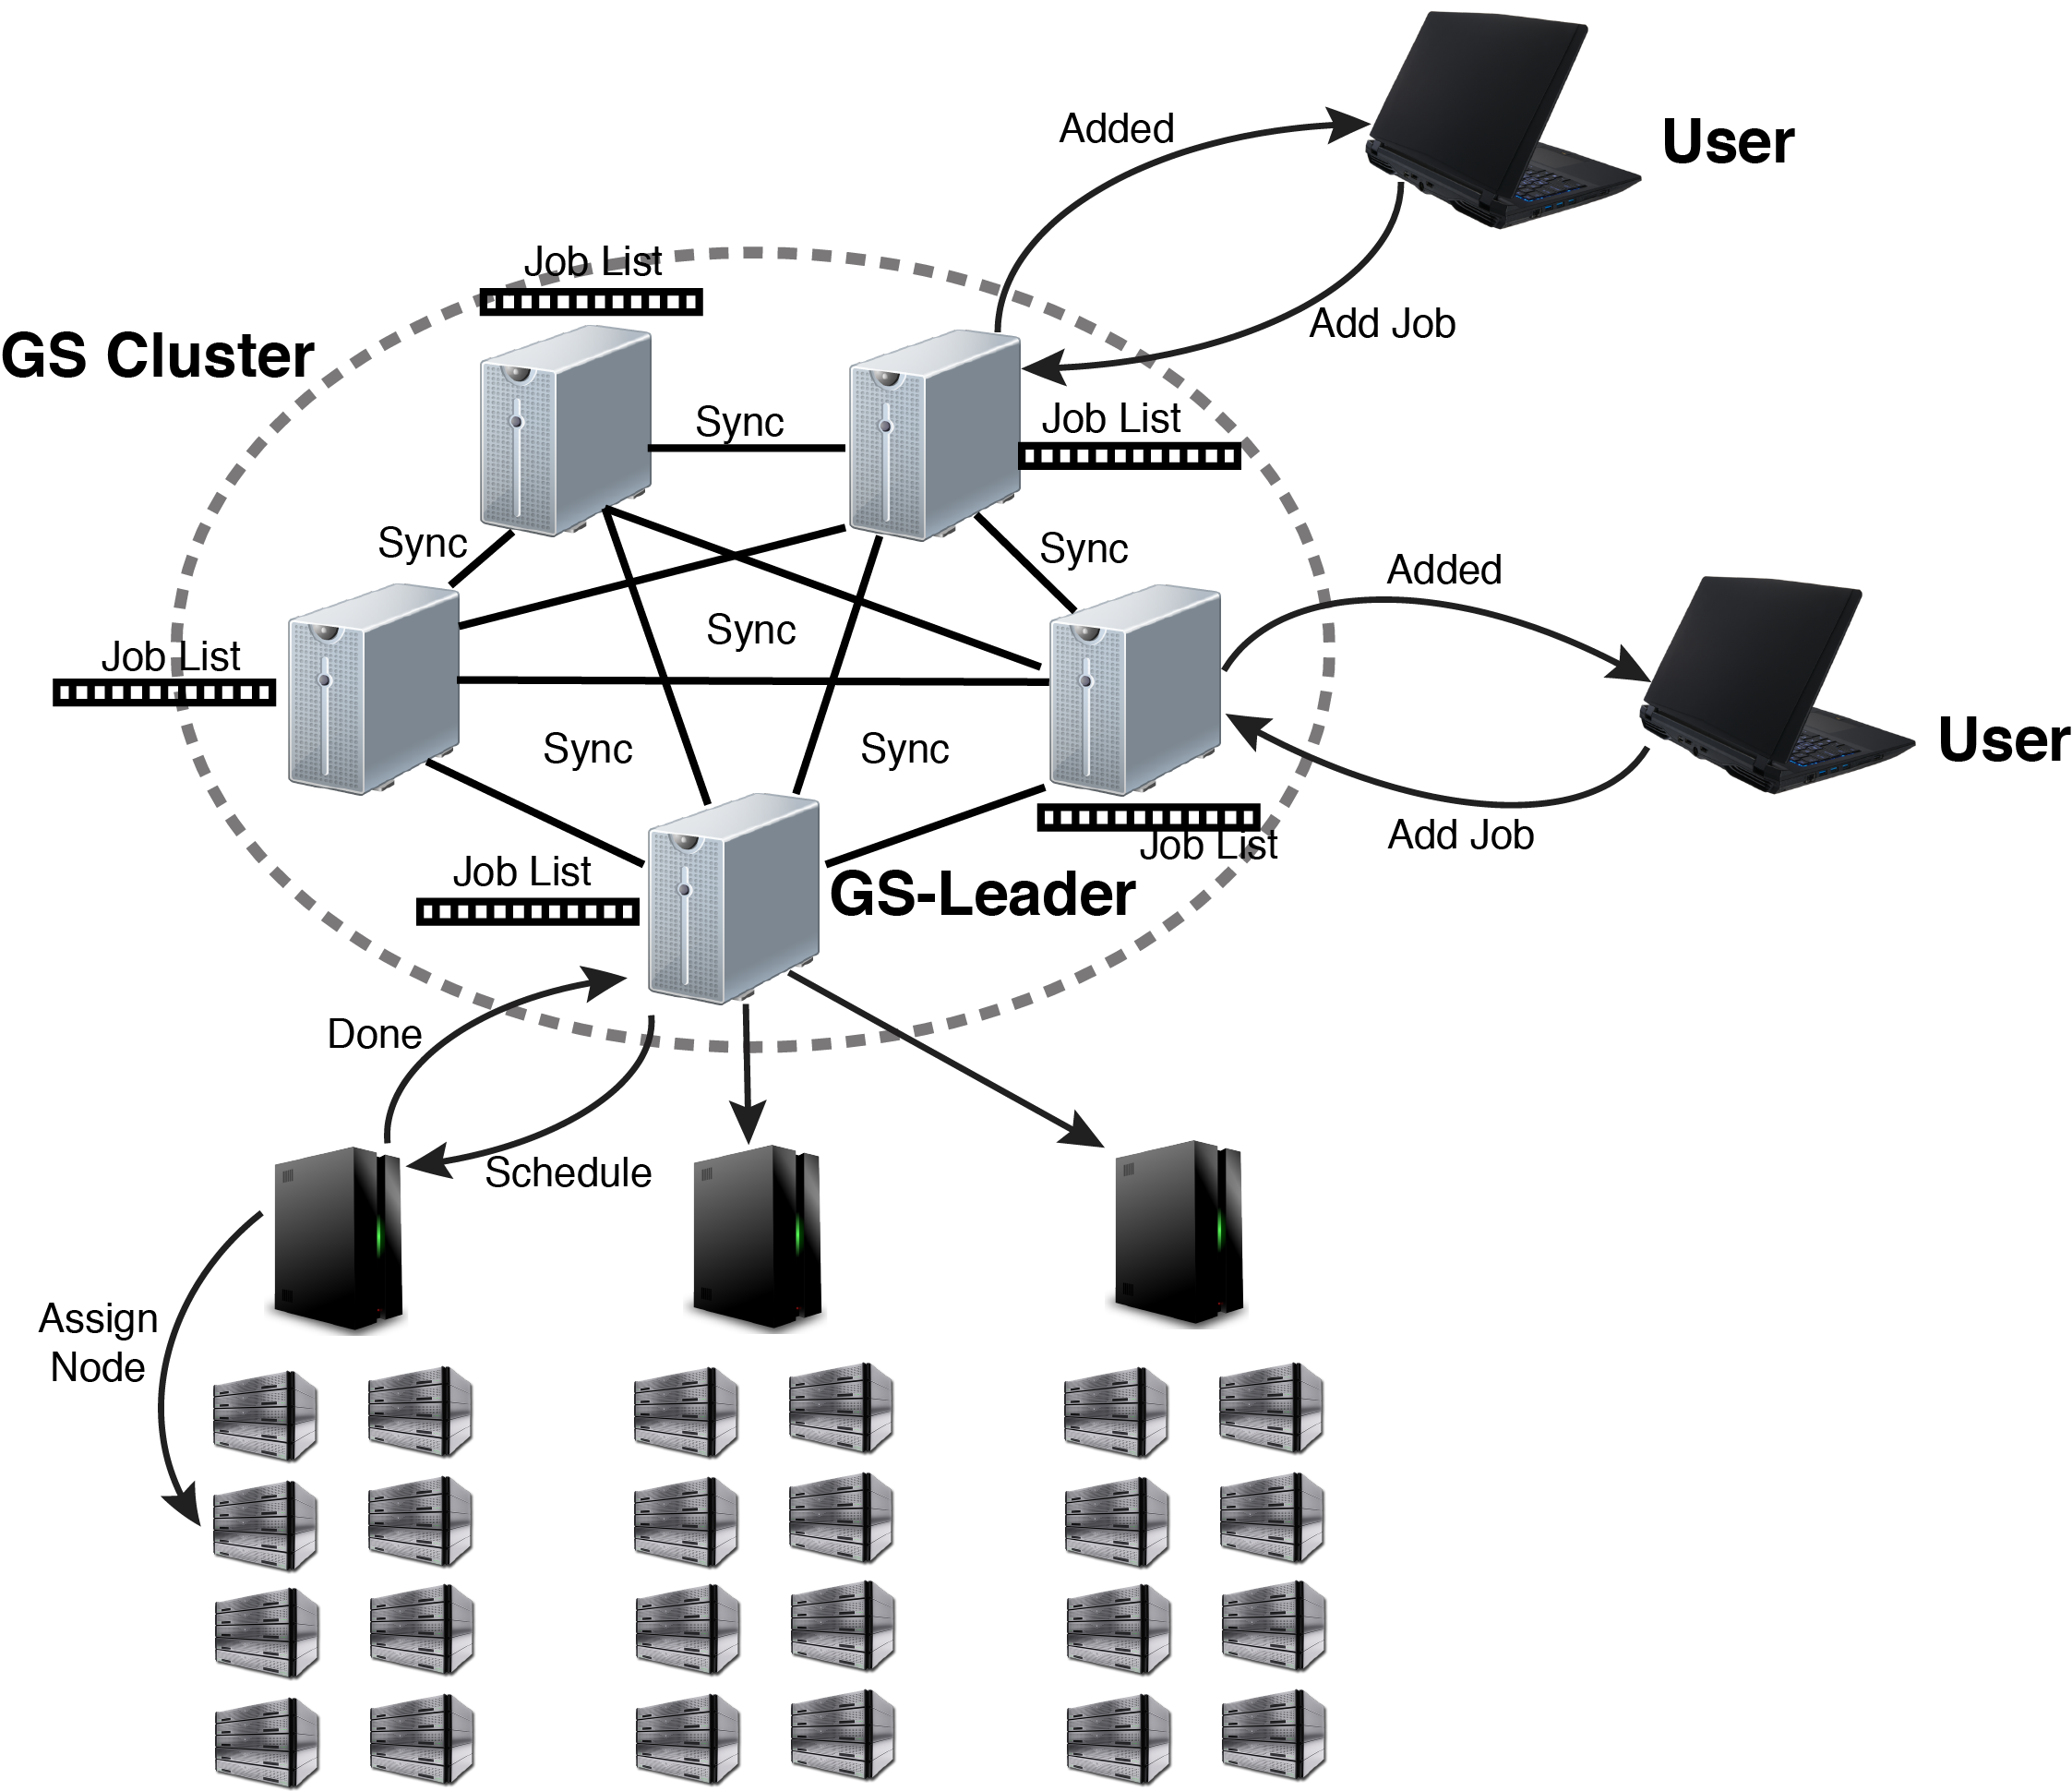 Added
User
Job List
Add Job
GS Cluster
Sync
Job List
Sync
Sync
Added
Sync
Job List
User
Sync
Sync
Add Job
Job List
Job List
GS-Leader
Done
Schedule
Assign
Node